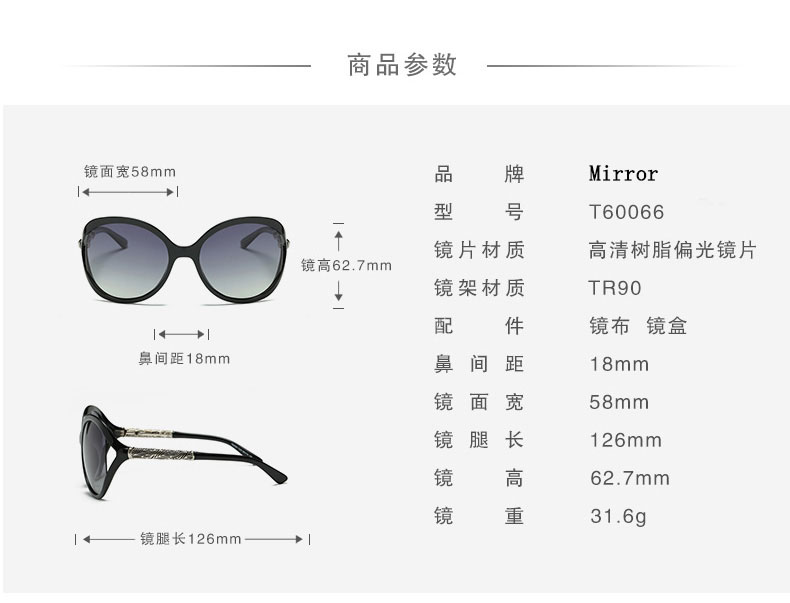 商品参数
镜面宽58mm
镜高62.7mm
鼻间距18mm
镜腿长126mm
品牌 Mirror
型号 T60066
镜片材质 高清树脂偏光镜片
镜架材质 TR90
配件 镜布 镜盒
鼻间距 18mm
镜面宽 58mm
镜腿长 126mm
镜高 62.7mm
镜重 31.6g